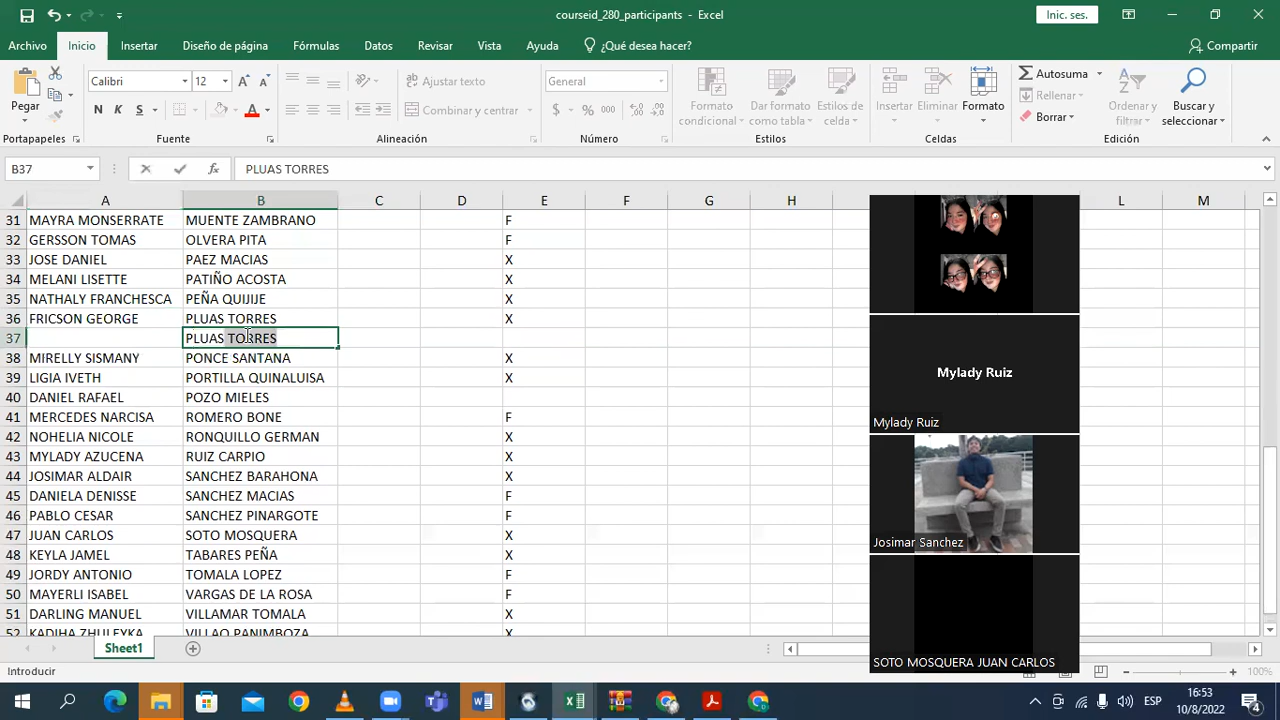 courseid_280_participants - Excel
Inic. ses.
Archivo Inicio Insertar Diseño de página Fórmulas Datos Revisar Vista Ayuda ¿Qué desea hacer? Compartir
Pegar
Calibri 12
N K S
Ajustar texto
Combinar y centrar
General
$ % 000
Formato condicional
Dar formato como tabla
Estilos de celda
Insertar Eliminar Formato
Autosuma
Rellenar
Borrar
Ordenar y filtrar
Buscar y seleccionar
Portapapeles Fuente Alineación Número Estilos Celdas Edición
B37 fx PLUAS TORRES
A B C D E F G H L M
31 MAYRA MONSERRATE MUENTE ZAMBRANO F
32 GERSSON TOMAS OLVERA PITA F
33 JOSE DANIEL PAEZ MACIAS X
34 MELANI LISETTE PATIÑO ACOSTA X
35 NATHALY FRANCHESCA PEÑA QUIJIJE X
36 FRICSON GEORGE PLUAS TORRES X
37 PLUAS TORRES
38 MIRELLY SISMANY PONCE SANTANA X
39 LIGIA IVETH PORTILLA QUINALUISA X
40 DANIEL RAFAEL POZO MIELES
41 MERCEDES NARCISA ROMERO BONE F
42 NOHELIA NICOLE RONQUILLO GERMAN X
43 MYLADY AZUCENA RUIZ CARPIO X
44 JOSIMAR ALDAIR SANCHEZ BARAHONA X
45 DANIELA DENISSE SANCHEZ MACIAS F
46 PABLO CESAR SANCHEZ PINARGOTE F
47 JUAN CARLOS SOTO MOSQUERA X
48 KEYLA JAMEL TABARES PEÑA X
49 JORDY ANTONIO TOMALA LOPEZ F
50 MAYERLI ISABEL VARGAS DE LA ROSA F
51 DARLING MANUEL VILLAMAR TOMALA X
52 KADIHA ZHULEYKA VILLAO PANIMBOZA X
Mylady Ruiz
Mylady Ruiz
Josimar Sanchez
SOTO MOSQUERA JUAN CARLOS
Sheet1
Introducir
100%
ESP
16:53
10/8/2022
4